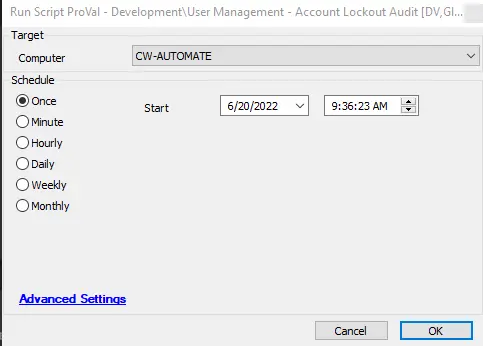 Run Script ProVal - Development\User Management - Account Lockout Audit [DV,Gl...
Target
Computer CW-AUTOMATE
Schedule
Once Start 6/20/2022 9:36:23 AM
Minute
Hourly
Daily
Weekly
Monthly
Advanced Settings
Cancel OK